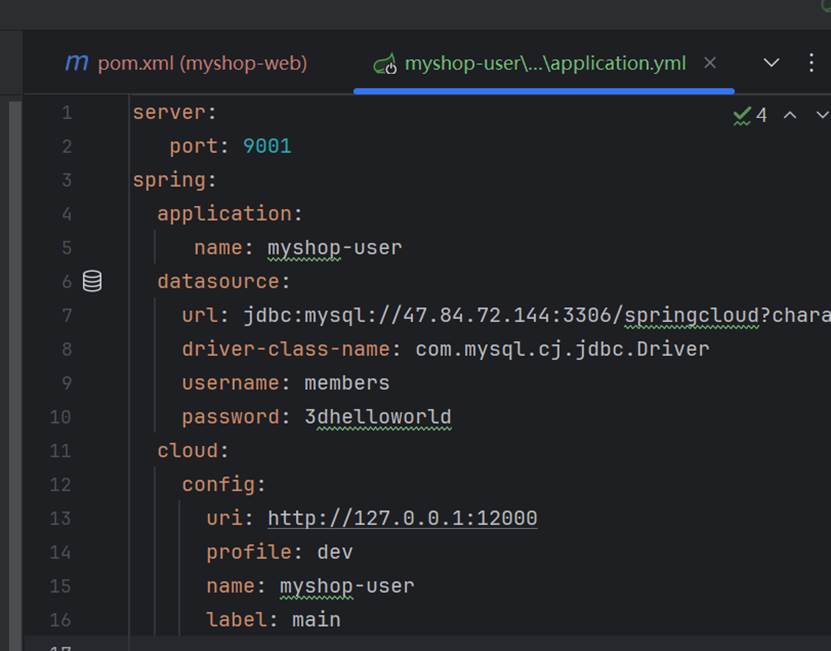 pom.xml (myshop-web)
myshop-user\...\application.yml
4
1 server:
2 port: 9001
3 spring:
4 application:
5 name: myshop-user
6 datasource:
7 url: jdbc:mysql://47.84.72.144:3306/springcloud?chara
8 driver-class-name: com.mysql.cj.jdbc.Driver
9 username: members
10 password: 3dhelloworld
11 cloud:
12 config:
13 uri: http://127.0.0.1:12000
14 profile: dev
15 name: myshop-user
16 label: main
17